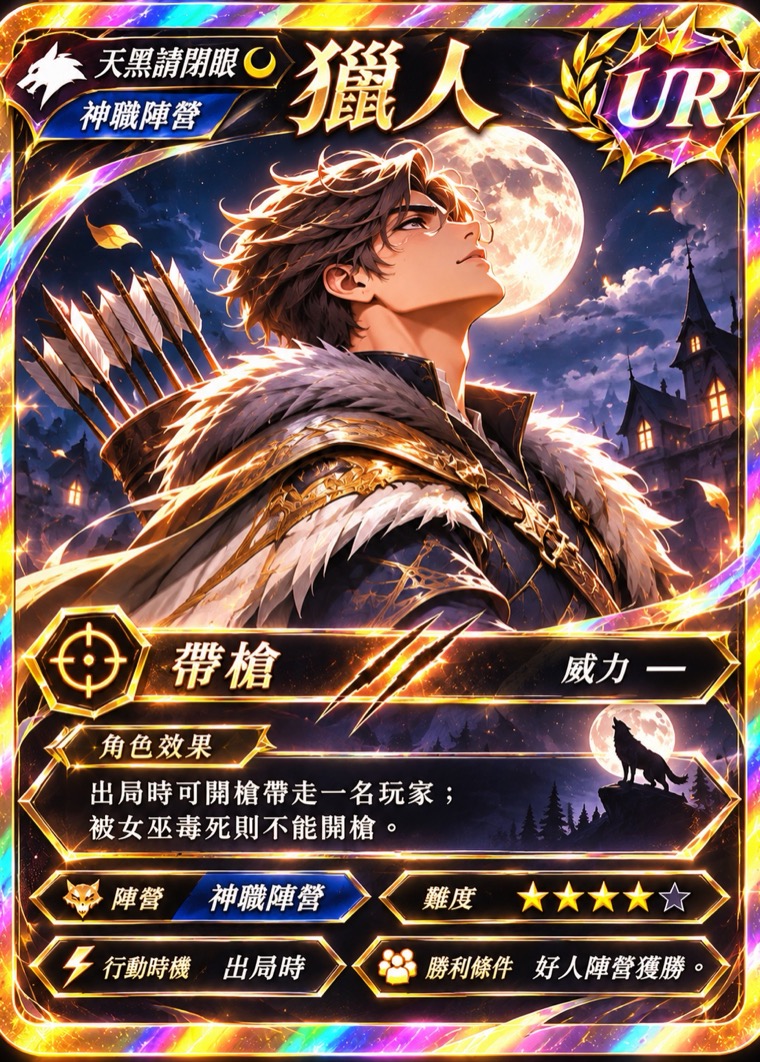 天黑請閉眼
神職陣營
獵人
UR
帶槍
威力 —
角色效果
出局時可開槍帶走一名玩家；
被女巫毒死則不能開槍。
陣營 神職陣營
難度 ★★★★☆
行動時機 出局時
勝利條件 好人陣營獲勝。